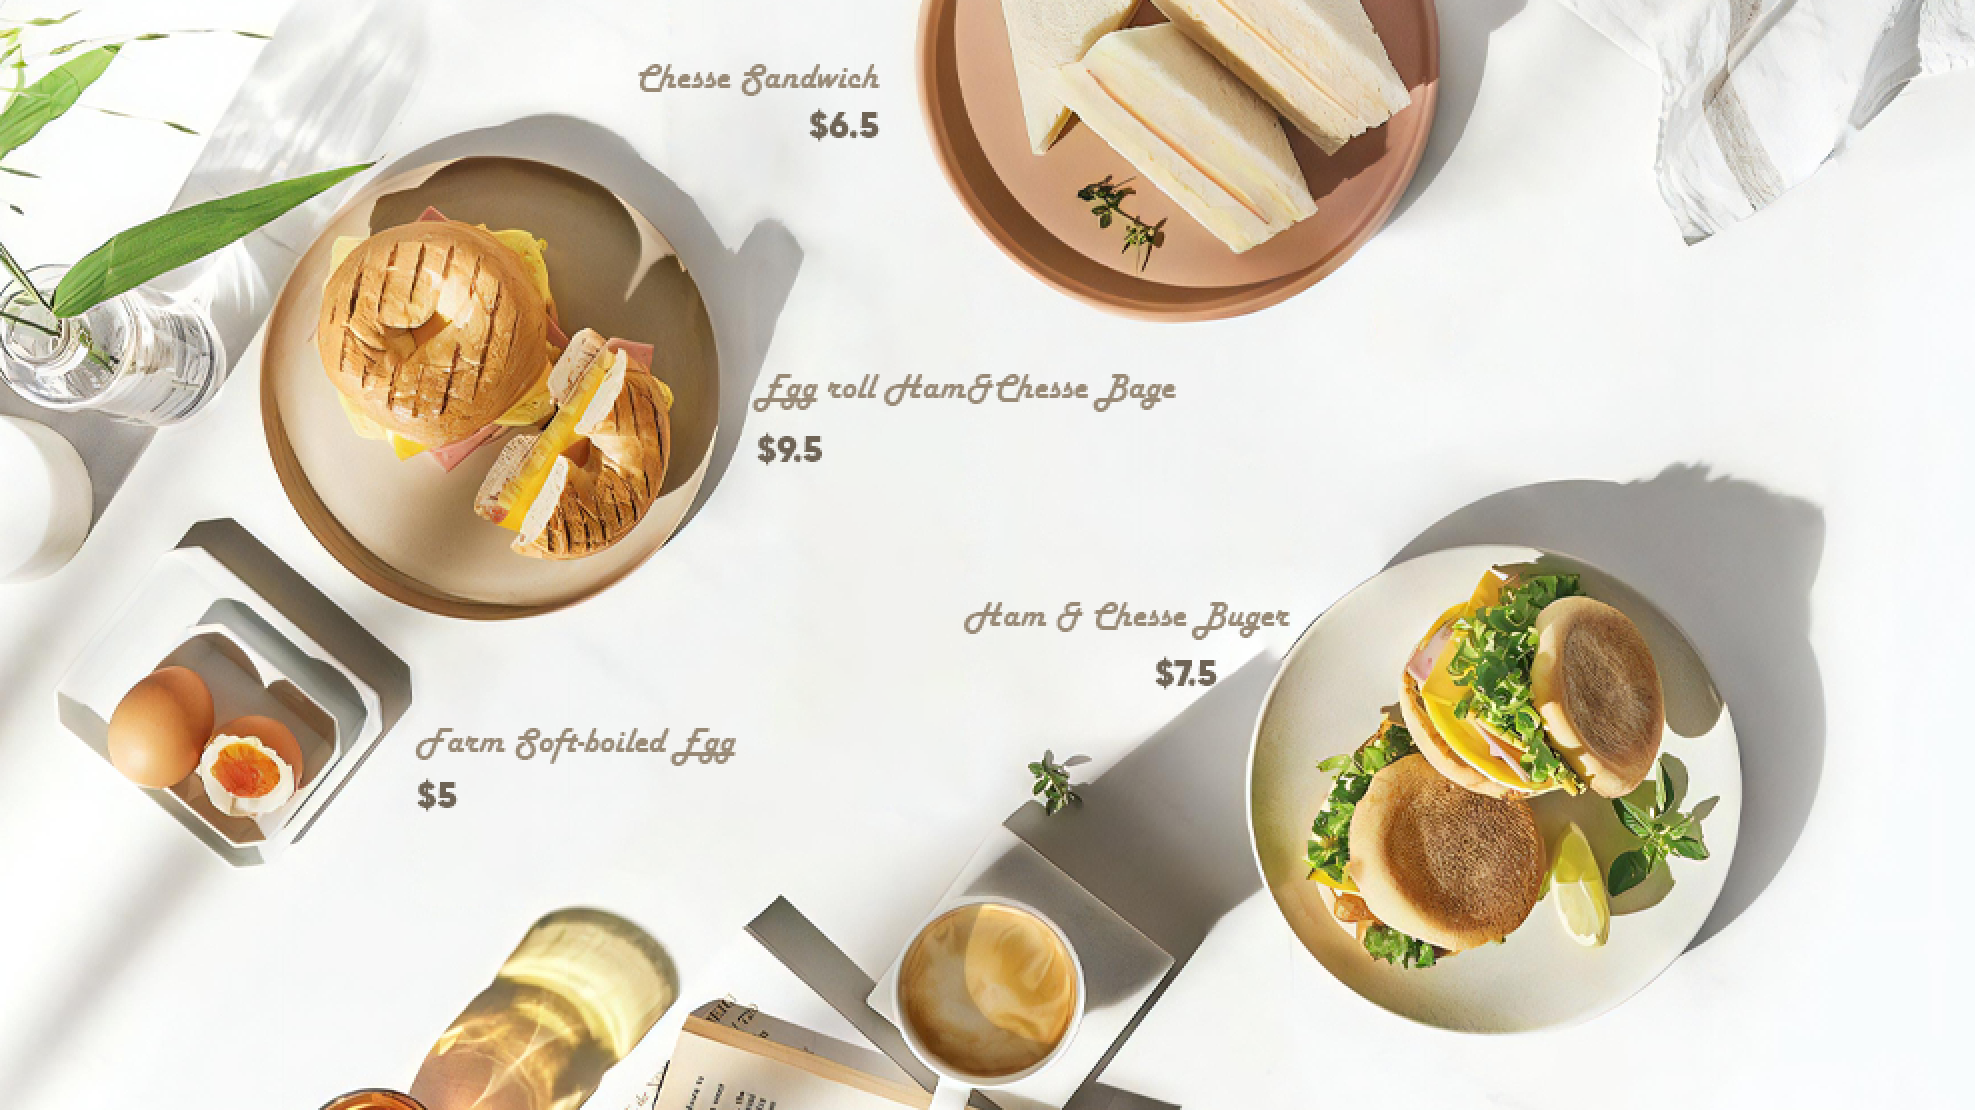 Chesse Sandwich
$6.5
Egg roll Ham&Chesse Bage
$9.5
Ham & Chesse Buger
$7.5
Farm Soft-boiled Egg
$5